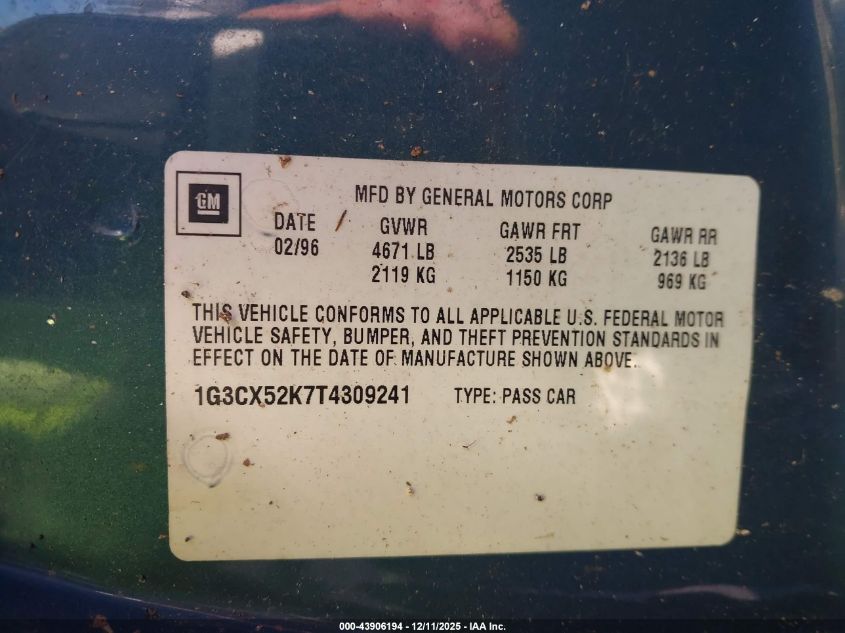 GM
MFD BY GENERAL MOTORS CORP
DATE GVWR GAWR FRT GAWR RR
02/96 4671 LB 2535 LB 2136 LB
2119 KG 1150 KG 969 KG
THIS VEHICLE CONFORMS TO ALL APPLICABLE U.S. FEDERAL MOTOR
VEHICLE SAFETY, BUMPER, AND THEFT PREVENTION STANDARDS IN
EFFECT ON THE DATE OF MANUFACTURE SHOWN ABOVE.
1G3CX52K7T4309241 TYPE: PASS CAR
000-43906194 - 12/11/2025 - IAA Inc.